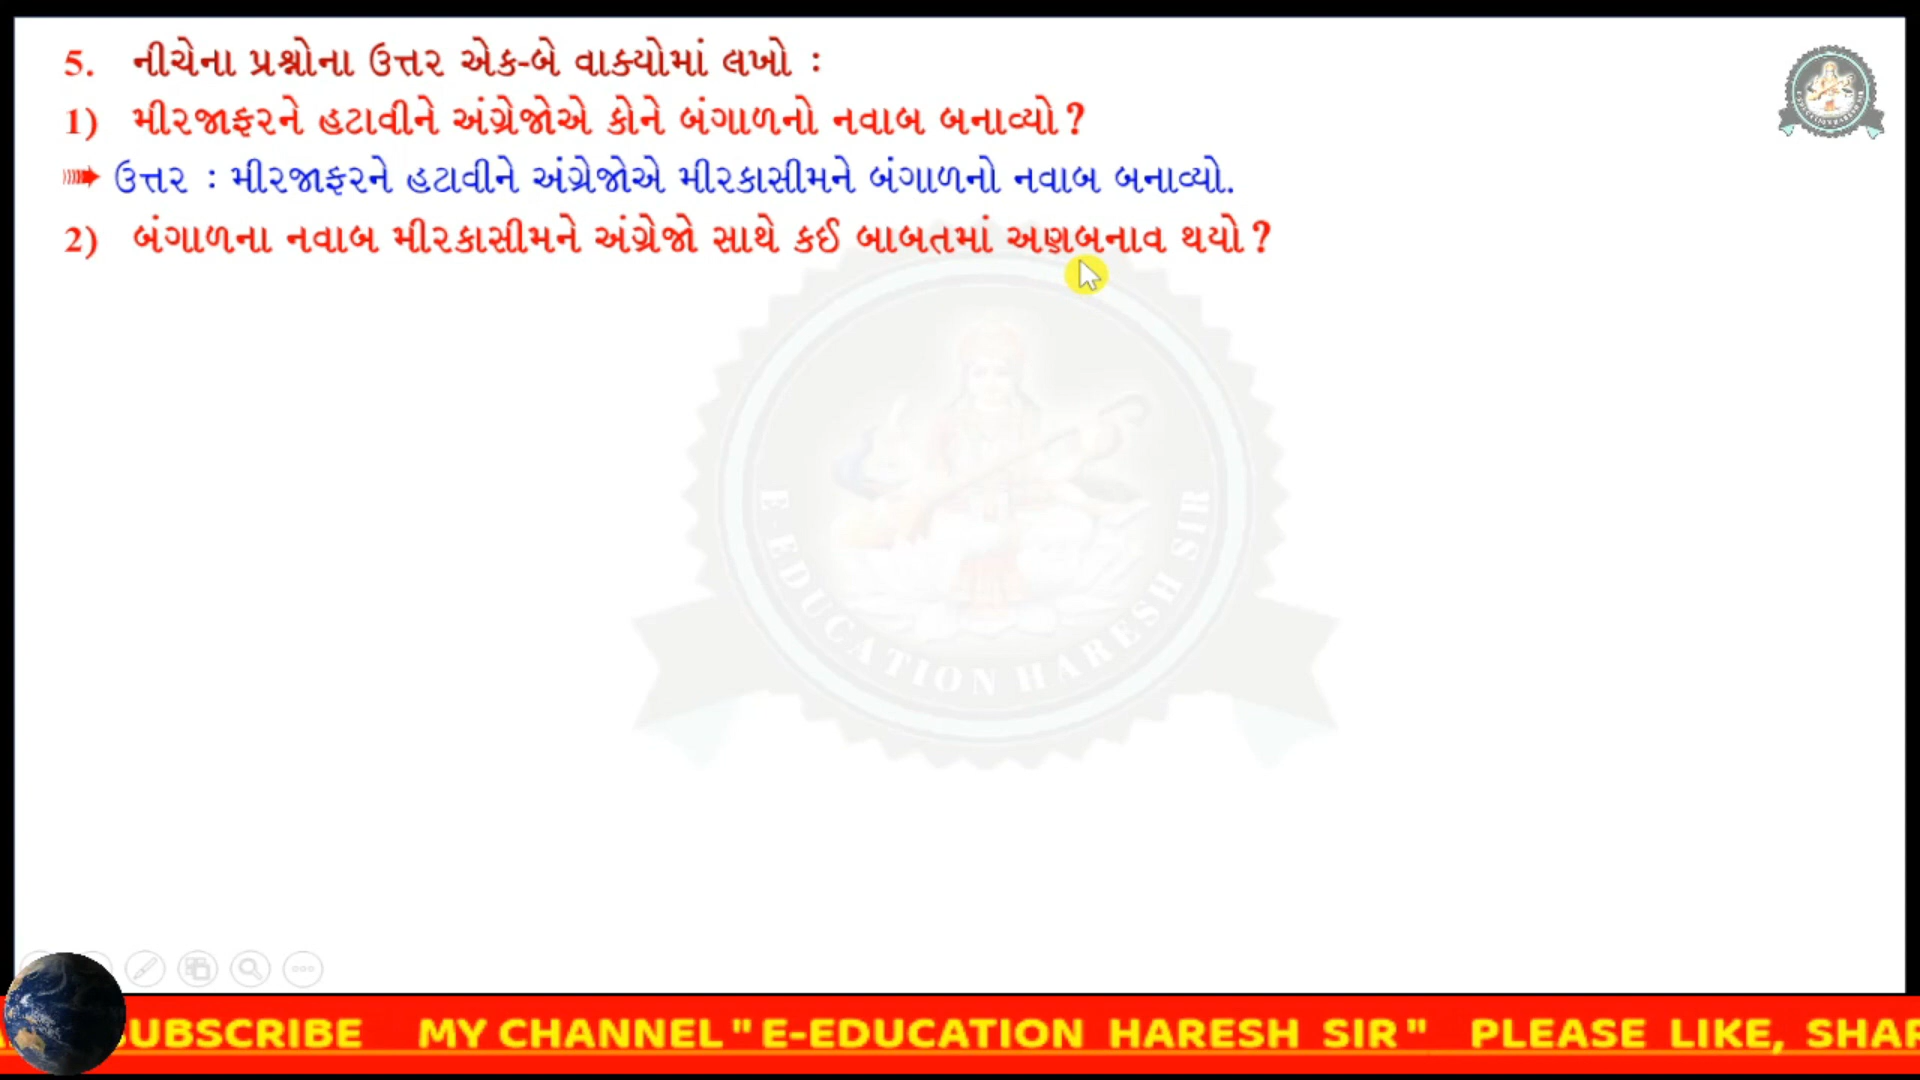 5. નીચેના પ્રશ્નોના ઉત્તર એક-બે વાક્યોમાં લખો :
1) મીરજાફરને હટાવીને અંગ્રેજોએ કોને બંગાળનો નવાબ બનાવ્યો?
ઉત્તર : મીરજાફરને હટાવીને અંગ્રેજોએ મીરકાસીમને બંગાળનો નવાબ બનાવ્યો.
2) બંગાળના નવાબ મીરકાસીમને અંગ્રેજો સાથે કઈ બાબતમાં અણબનાવ થયો?
E-EDUCATION HARESH SIR
UBSCRIBE MY CHANNEL "E-EDUCATION HARESH SIR" PLEASE LIKE, SHAR